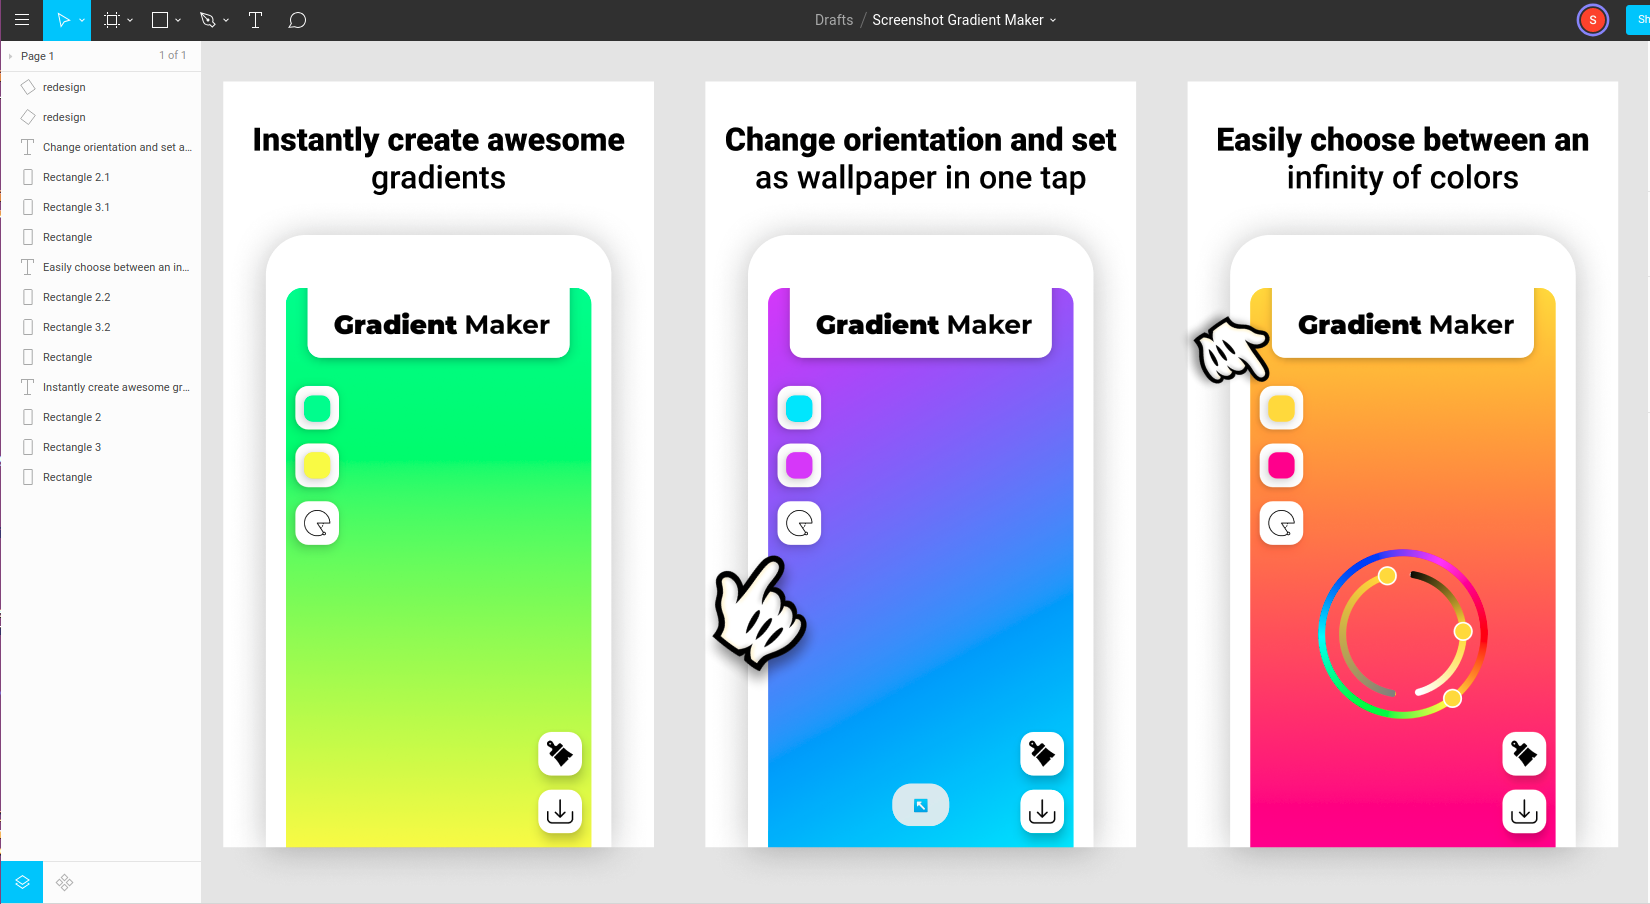 Drafts / Screenshot Gradient Maker
S
Sh
Page 1
1 of 1
redesign
redesign
Change orientation and set a...
Rectangle 2.1
Rectangle 3.1
Rectangle
Easily choose between an in...
Rectangle 2.2
Rectangle 3.2
Rectangle
Instantly create awesome gr...
Rectangle 2
Rectangle 3
Rectangle
Instantly create awesome
gradients
Gradient Maker
Change orientation and set
as wallpaper in one tap
Gradient Maker
Easily choose between an
infinity of colors
Gradient Maker